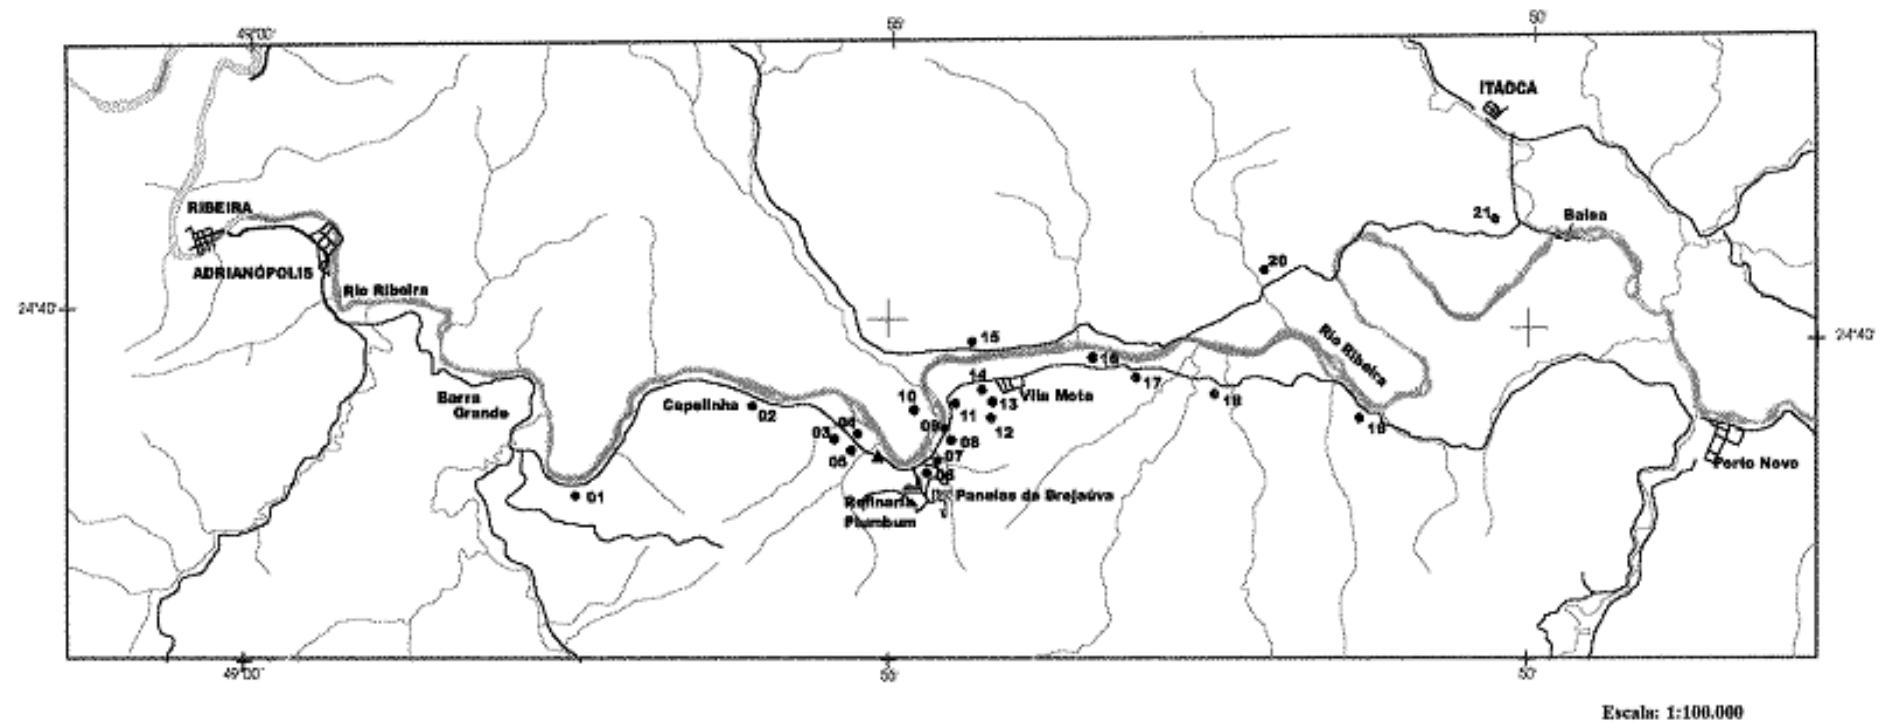 49°00'
55'
50'
ITAOCA
RIBEIRA
21
Balsa
ADRIANÓPOLIS
20
Rio Ribeira
24°40'
15
Rio Ribeira
24°40'
16
14
17
Vila Mota
Barra
Grande
Capelinha
02
10
11
13
18
09
12
19
03
04
08
05
07
06
Porto Novo
01
Refinaria
Plumbum
Panelas de Brejaúva
49°00'
55'
50'
Escala: 1:100.000